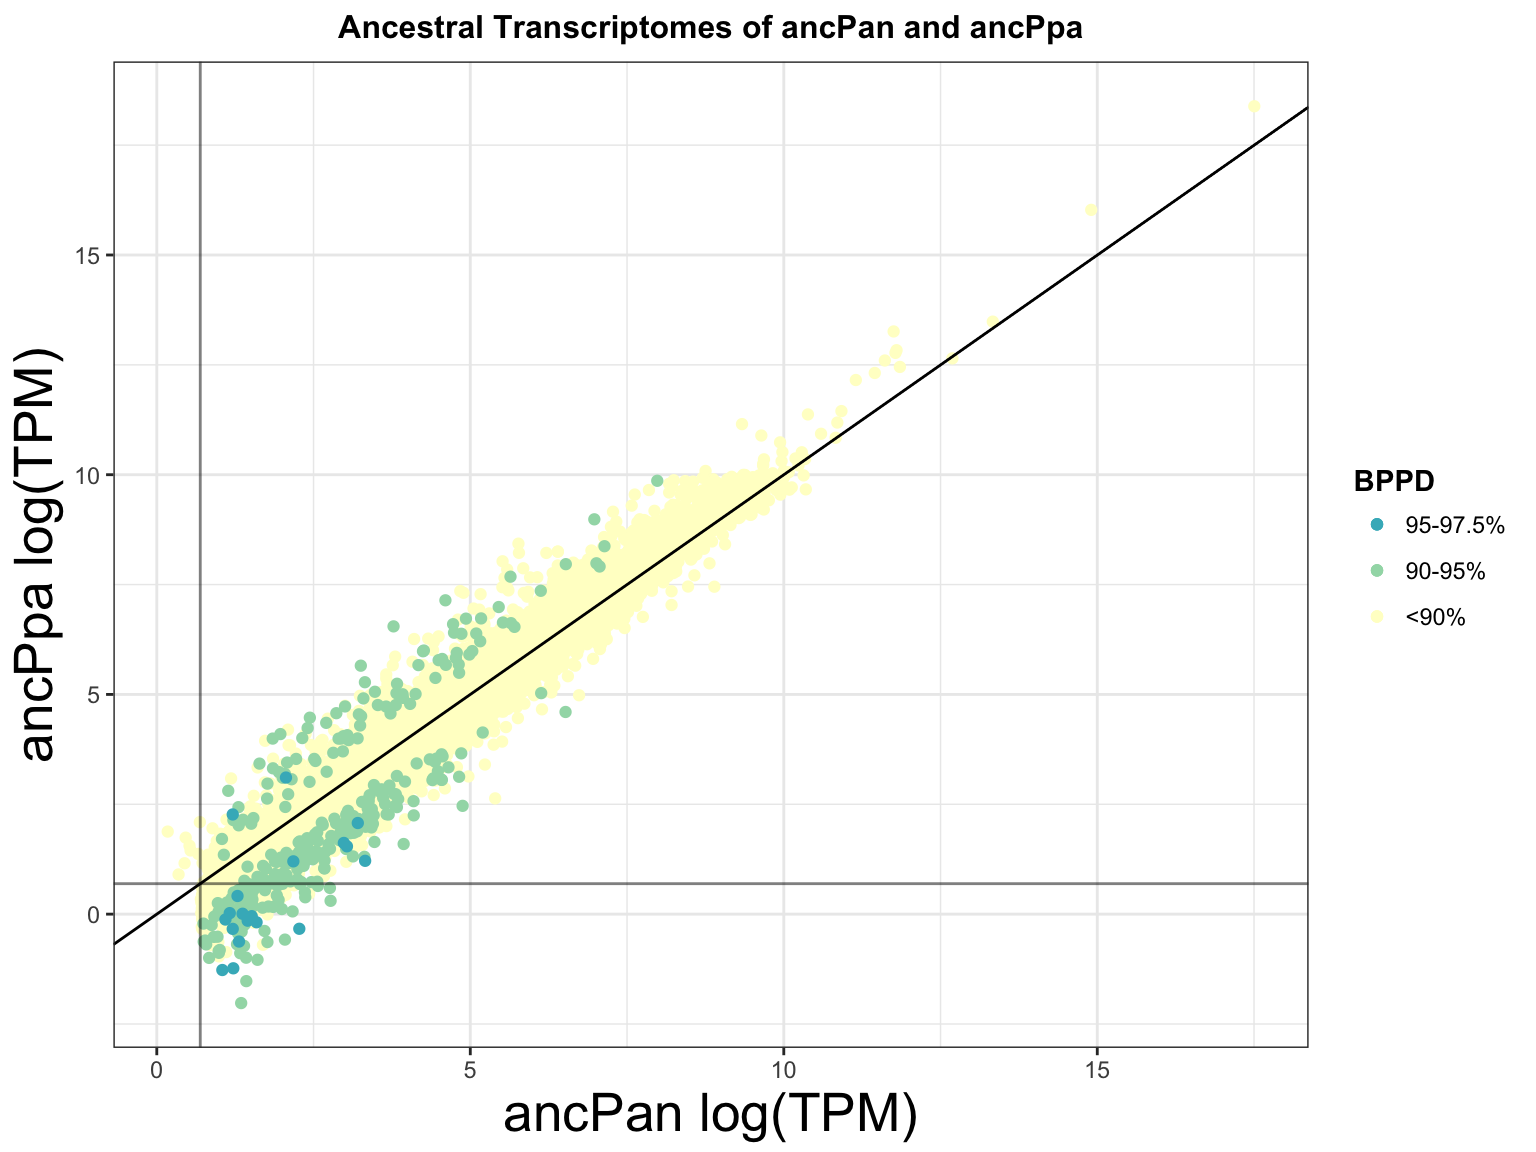 Ancestral Transcriptomes of ancPan and ancPpa
ancPpa log(TPM)
15
10
5
0
0
5
10
15
ancPan log(TPM)
BPPD
95-97.5%
90-95%
<90%